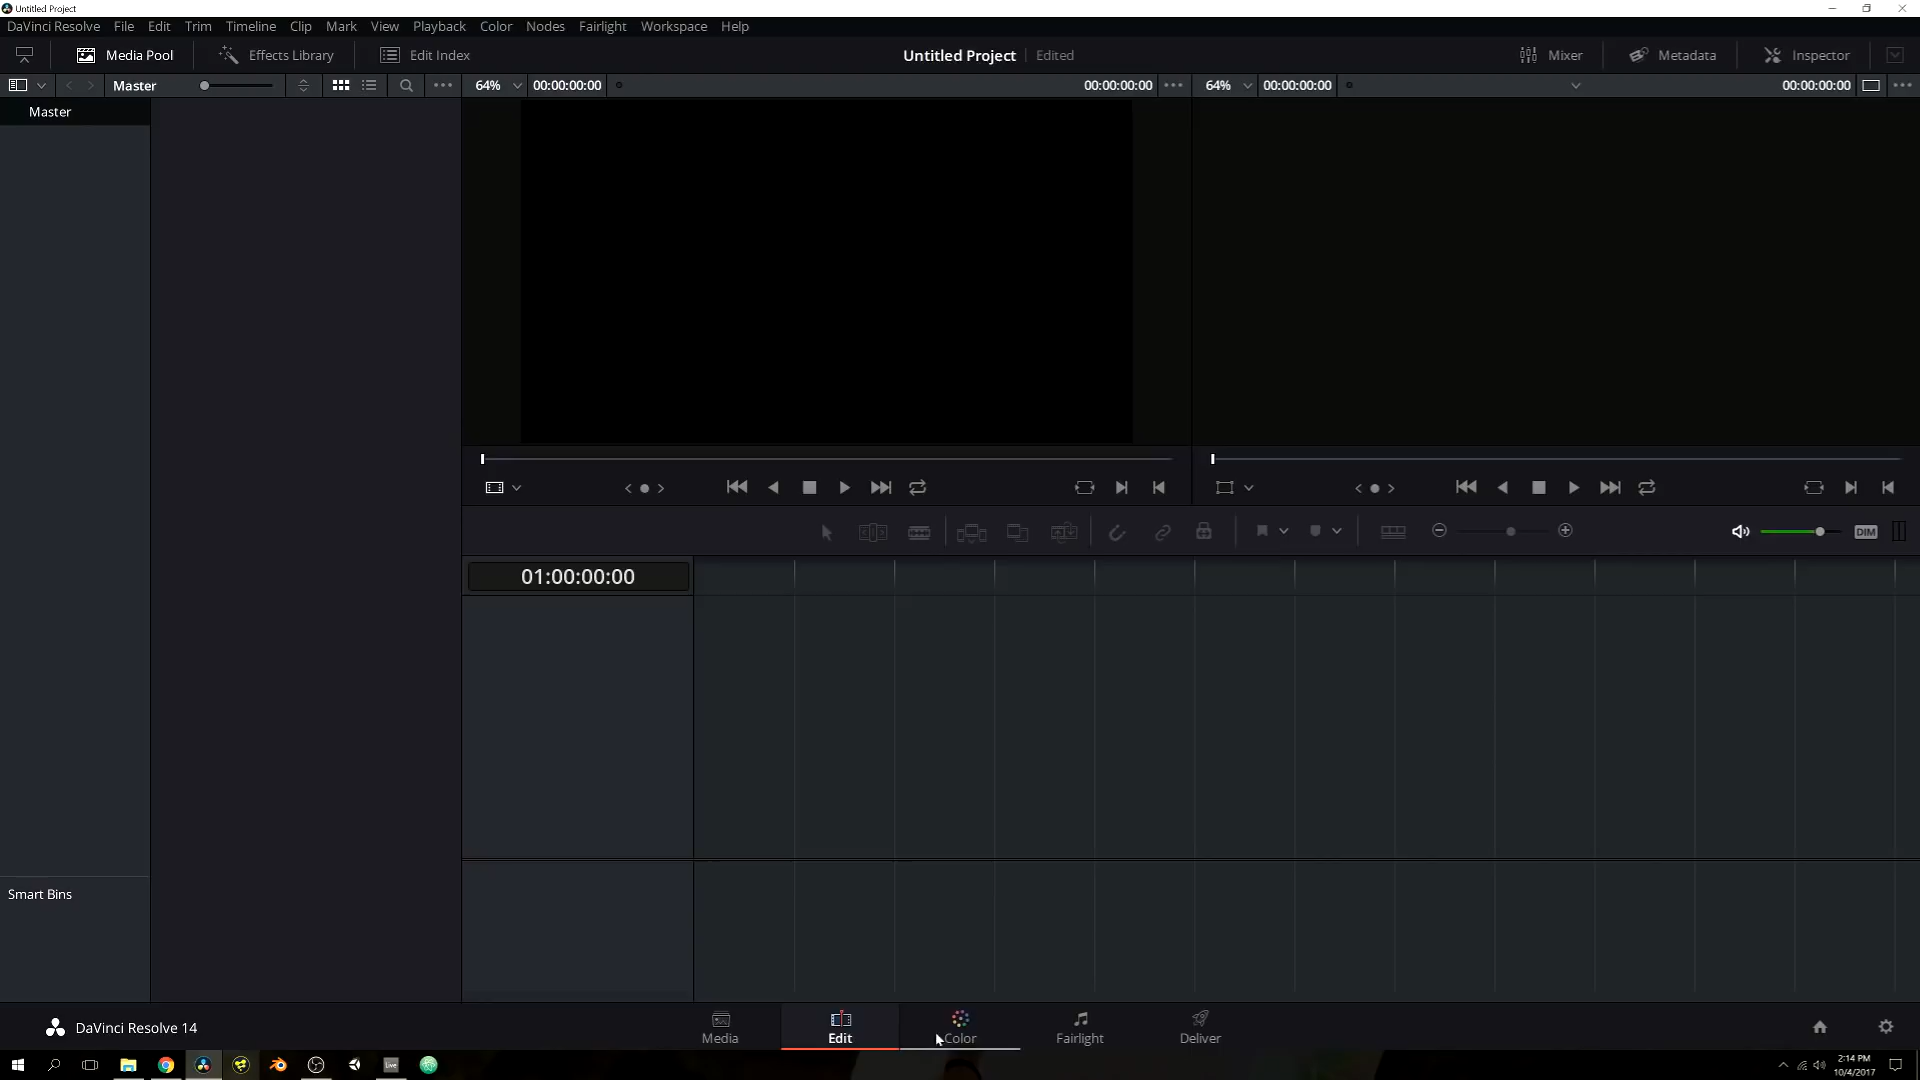 Untitled Project
DaVinci Resolve File Edit Trim Timeline Clip Mark View Playback Color Nodes Fairlight Workspace Help
Media Pool Effects Library Edit Index Untitled Project Edited Mixer Metadata Inspector
Master 64% 00:00:00:00 00:00:00:00 64% 00:00:00:00 00:00:00:00
Master
DIM
01:00:00:00
Smart Bins
DaVinci Resolve 14 Media Edit Color Fairlight Deliver
Live
2:14 PM
10/4/2017